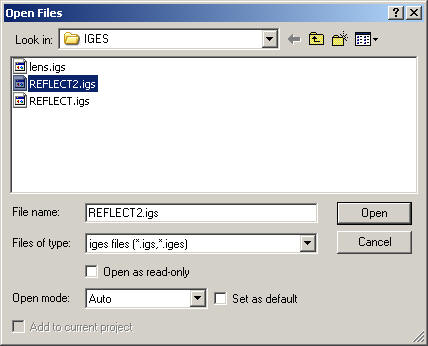 Open Files
Look in: IGES
lens.igs
REFLECT2.igs
REFLECT.igs
File name: REFLECT2.igs Open
Files of type: iges files (*.igs,*.iges) Cancel
Open as read-only
Open mode: Auto Set as default
Add to current project